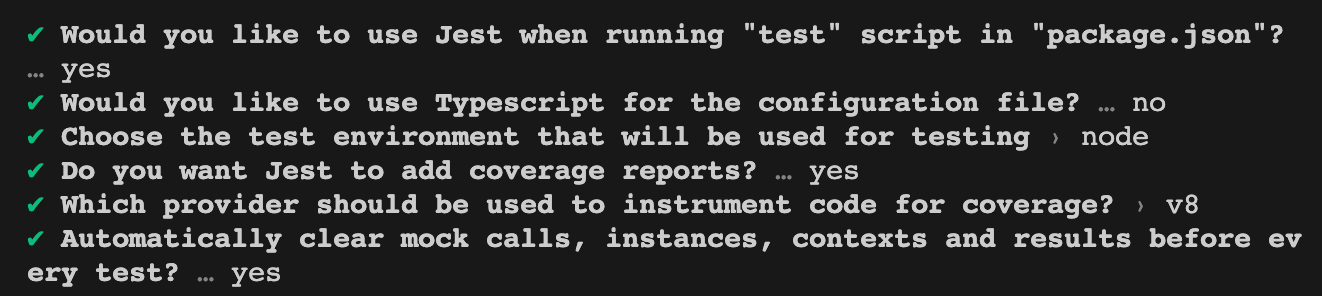 ✔ Would you like to use Jest when running "test" script in "package.json"?
… yes
✔ Would you like to use Typescript for the configuration file? … no
✔ Choose the test environment that will be used for testing › node
✔ Do you want Jest to add coverage reports? … yes
✔ Which provider should be used to instrument code for coverage? › v8
✔ Automatically clear mock calls, instances, contexts and results before ev
ery test? … yes